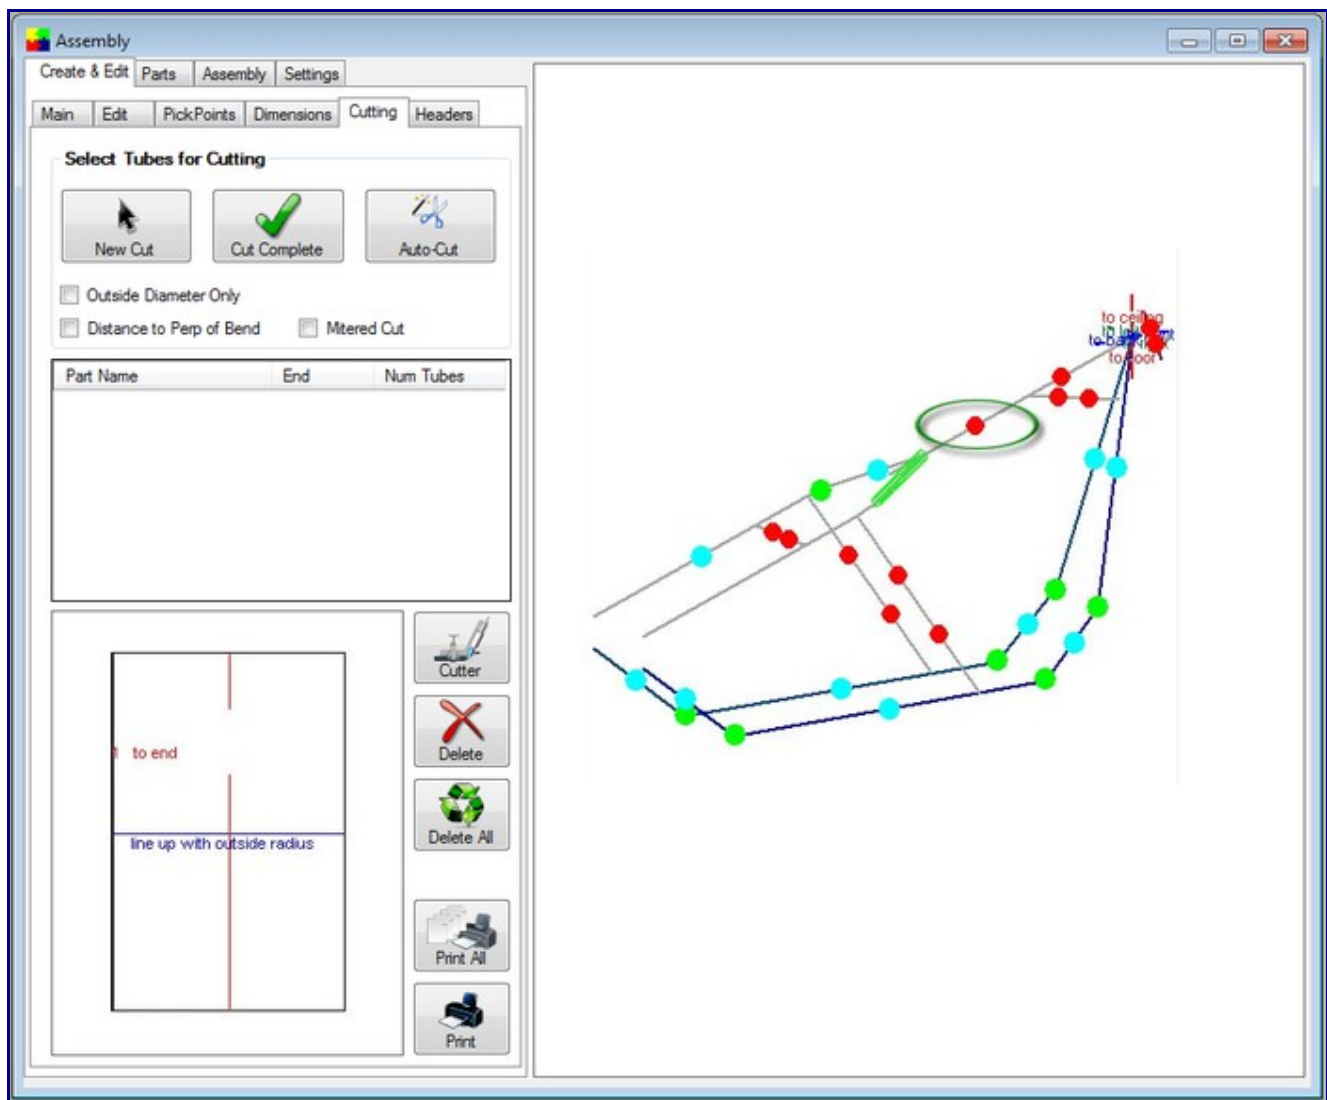 Assembly
Create & Edit Parts Assembly Settings
Main Edit PickPoints Dimensions Cutting Headers
Select Tubes for Cutting
New Cut Cut Complete Auto-Cut
Outside Diameter Only
Distance to Perp of Bend Mitered Cut
Part Name End Num Tubes
Cutter
Delete
Delete All
Print All
Print
to end
line up with outside radius
to ceiling